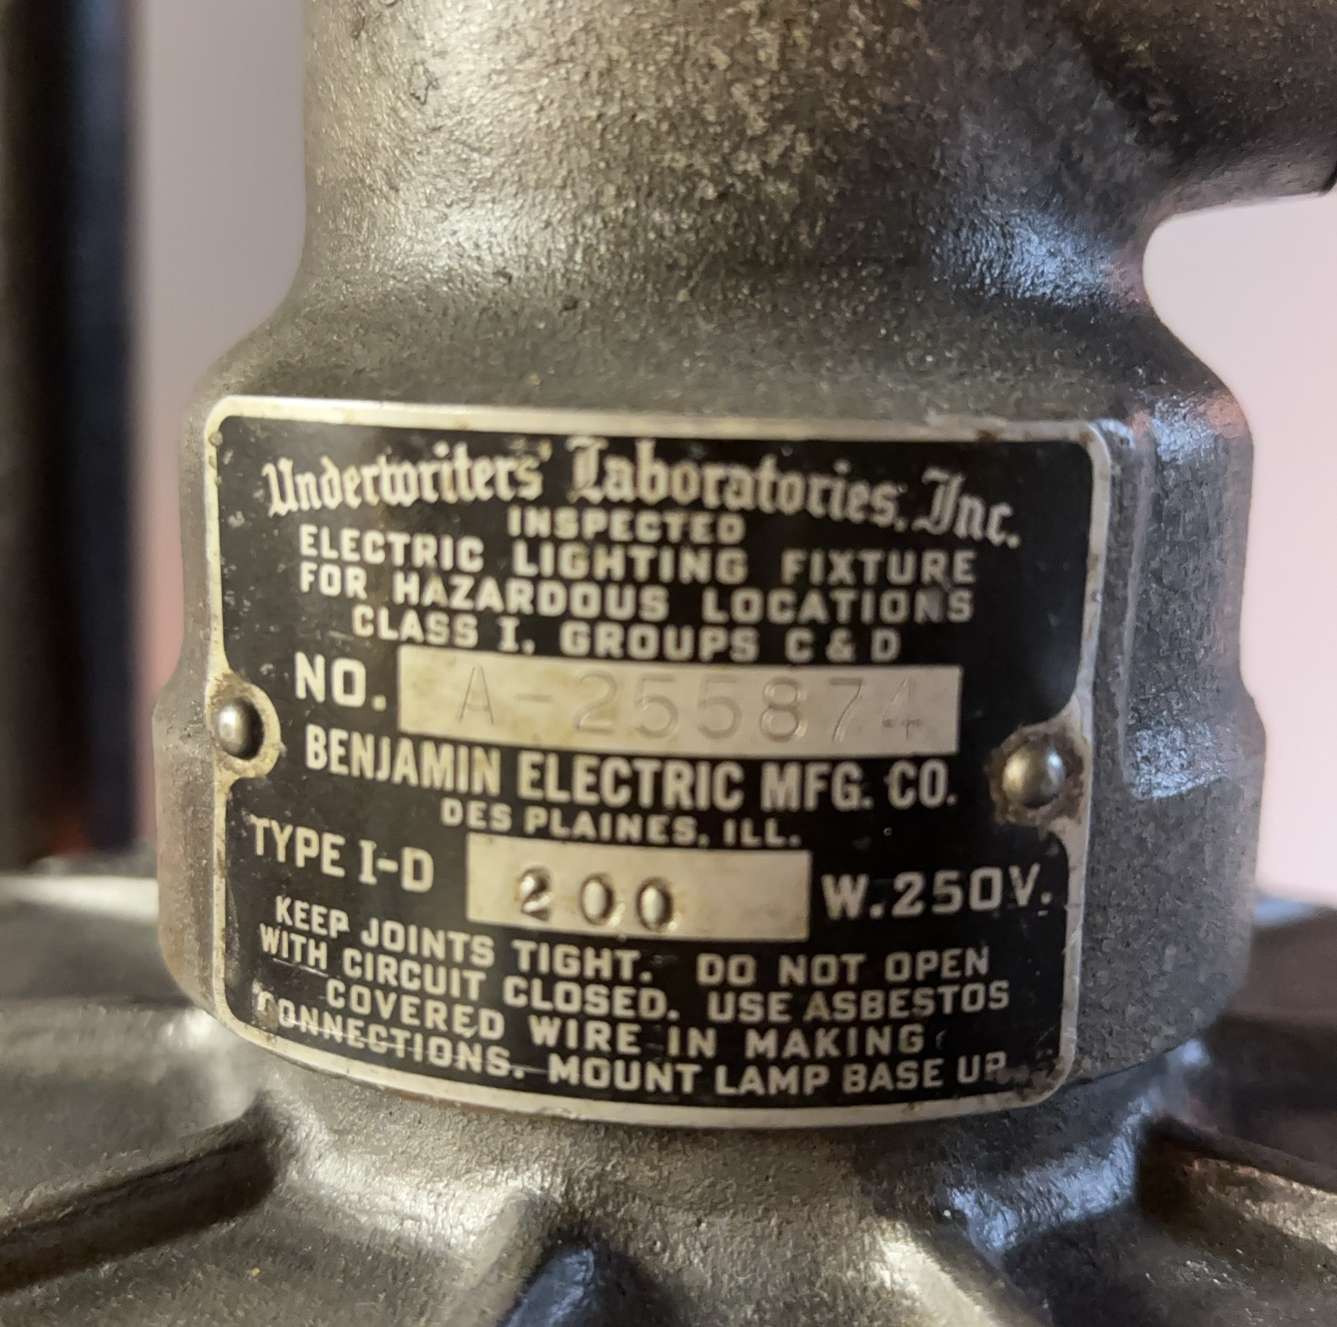 Underwriters' Laboratories, Inc.
INSPECTED
ELECTRIC LIGHTING FIXTURE
FOR HAZARDOUS LOCATIONS
CLASS I, GROUPS C & D
NO. A-255874
BENJAMIN ELECTRIC MFG. CO.
DES PLAINES, ILL.
TYPE I-D 200 W. 250V.
KEEP JOINTS TIGHT. DO NOT OPEN
WITH CIRCUIT CLOSED. USE ASBESTOS
COVERED WIRE IN MAKING
CONNECTIONS. MOUNT LAMP BASE UP